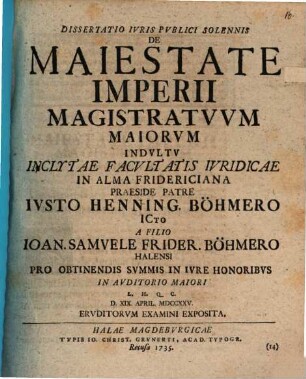 DISSERTATIO IVRIS PVBLICI SOLENNIS
DE
MAIESTATE
IMPERII
MAGISTRATVVM
MAIORVM
INDVLTV
INCLYTAE FACVLTATIS IVRIDICAE
IN ALMA FRIDERICIANA
PRAESIDE PATRE
IVSTO HENNING. BÖHMERO
ICTO
A FILIO
IOAN. SAMVELE FRIDER. BÖHMERO
HALENSI
PRO OBTINENDIS SVMMIS IN IVRE HONORIBVS
IN AVDITORIO MAIORI
L. H. Q. C.
D. XIX. APRIL. MDCCXXV.
ERVDITORVM EXAMINI EXPOSITA,
HALAE MAGDEBVRGICAE
TYPIS IO. CHRIST. GRVNERTI, ACAD. TYPOGR.
Recusa 1735. (14)